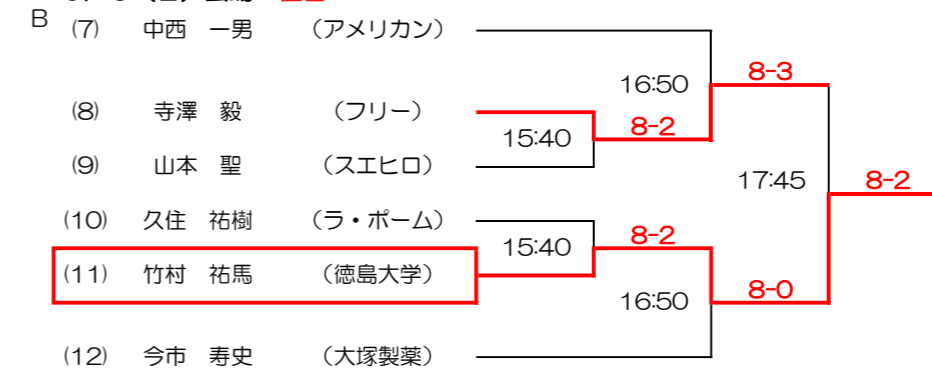 B
(7) 中西 一男 （アメリカン）
16:50 8-3
(8) 寺澤 毅 （フリー）
15:40 8-2
(9) 山本 聖 （スエヒロ）
17:45 8-2
(10) 久住 祐樹 （ラ・ポーム）
15:40 8-2
(11) 竹村 祐馬 （徳島大学）
16:50 8-0
(12) 今市 寿史 （大塚製薬）